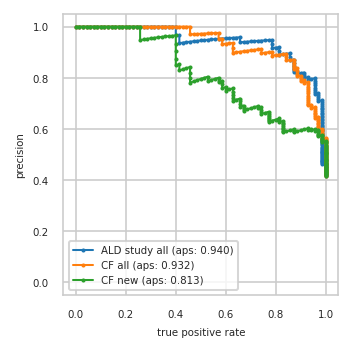 1.0
0.8
0.6
0.4
0.2
0.0
precision
ALD study all (aps: 0.940)
CF all (aps: 0.932)
CF new (aps: 0.813)
0.0 0.2 0.4 0.6 0.8 1.0
true positive rate